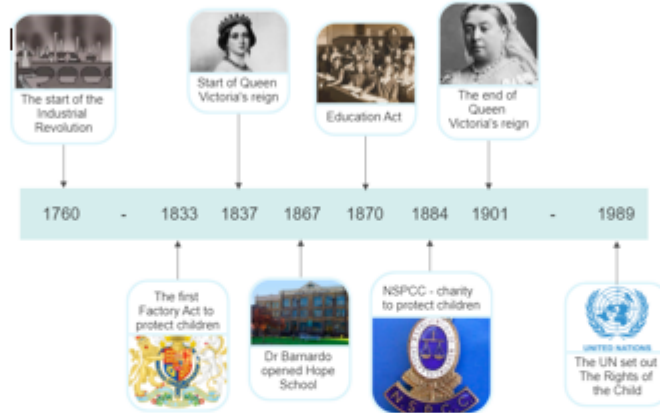 The start of the
Industrial
Revolution
Start of Queen
Victoria's reign
Education Act
The end of
Queen
Victoria's reign
1760 - 1833 1837 1867 1870 1884 1901 - 1989
The first
Factory Act to
protect children
Dr Barnardo
opened Hope
School
NSPCC - charity
to protect children
N.S.P.C.C
UNITED NATIONS
The UN set out
The Rights of
the Child